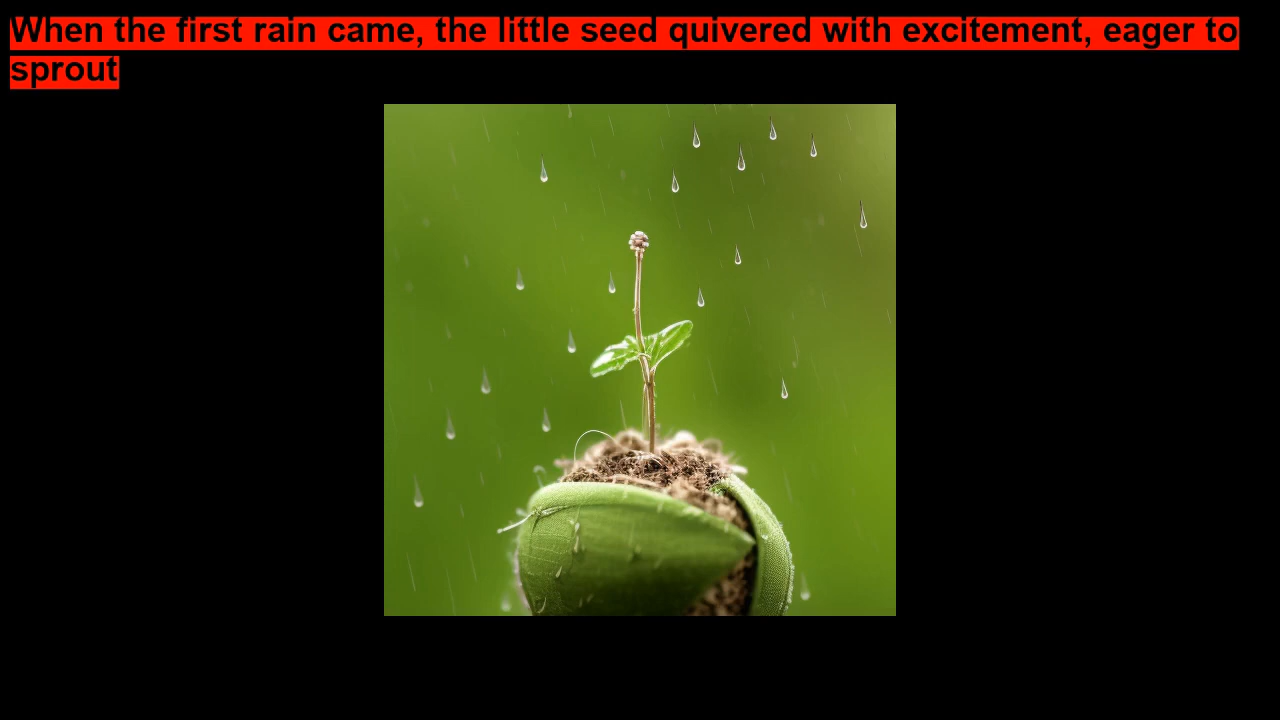 When the first rain came, the little seed quivered with excitement, eager to
sprout